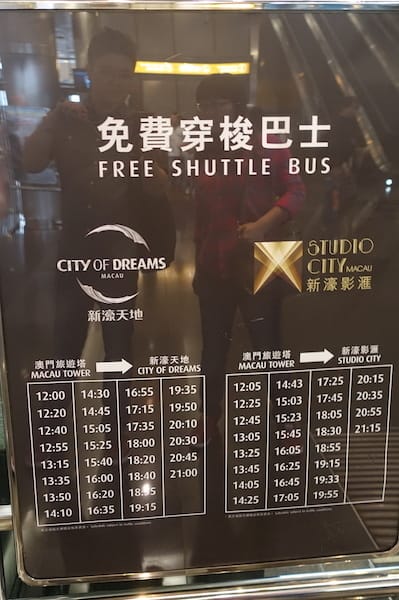 免費穿梭巴士
FREE SHUTTLE BUS
CITY OF DREAMS
MACAU
新濠天地
STUDIO
CITY MACAU
新濠影滙
澳門旅遊塔 新濠天地
MACAU TOWER CITY OF DREAMS
12:00 14:30 16:55 19:35
12:20 14:45 17:15 19:50
12:40 15:05 17:35 20:10
12:55 15:25 18:00 20:30
13:15 15:40 18:20 20:45
13:35 16:00 18:40 21:00
13:50 16:20
14:10 16:35 19:15
澳門旅遊塔 新濠影滙
MACAU TOWER STUDIO CITY
12:05 14:43 17:25 20:15
12:25 15:03 17:45 20:35
12:45 15:23 18:05 20:55
13:05 15:45 18:30 21:15
13:25 16:05 18:55
13:45 16:25 19:15
14:05 16:45 19:33
14:25 17:05 19:55